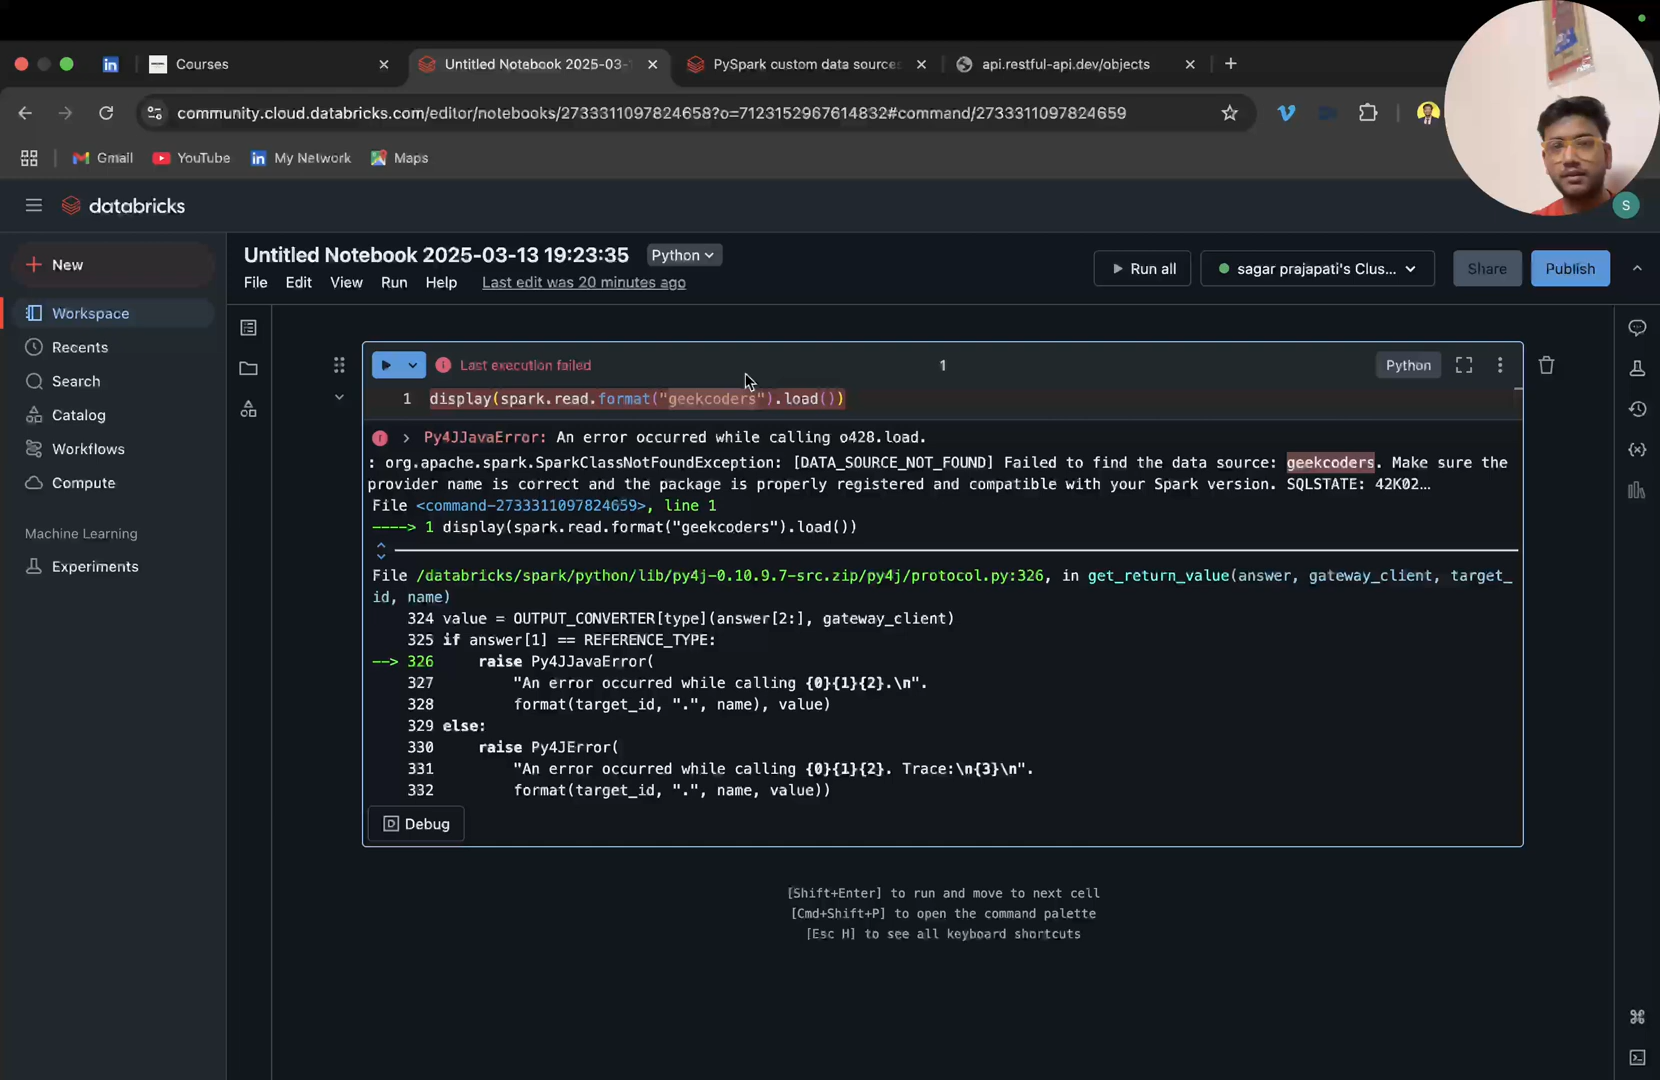 Courses
Untitled Notebook 2025-03-
PySpark custom data sources
api.restful-api.dev/objects
community.cloud.databricks.com/editor/notebooks/2733311097824658?o=7123152967614832#command/2733311097824659
Gmail
YouTube
My Network
Maps
databricks
S
New
Untitled Notebook 2025-03-13 19:23:35
Python
File Edit View Run Help Last edit was 20 minutes ago
Run all
sagar prajapati's Clus...
Share
Publish
Workspace
Recents
Search
Catalog
Workflows
Compute
Machine Learning
Experiments
Last execution failed
1
Python
1 display(spark.read.format("geekcoders").load())
Py4JJavaError: An error occurred while calling o428.load.
: org.apache.spark.SparkClassNotFoundException: [DATA_SOURCE_NOT_FOUND] Failed to find the data source: geekcoders. Make sure the
provider name is correct and the package is properly registered and compatible with your Spark version. SQLSTATE: 42K02…
File <command-2733311097824659>, line 1
----> 1 display(spark.read.format("geekcoders").load())
File /databricks/spark/python/lib/py4j-0.10.9.7-src.zip/py4j/protocol.py:326, in get_return_value(answer, gateway_client, target_
id, name)
324 value = OUTPUT_CONVERTER[type](answer[2:], gateway_client)
325 if answer[1] == REFERENCE_TYPE:
--> 326 raise Py4JJavaError(
327 "An error occurred while calling {0}{1}{2}.\n".
328 format(target_id, ".", name), value)
329 else:
330 raise Py4JError(
331 "An error occurred while calling {0}{1}{2}. Trace:\n{3}\n".
332 format(target_id, ".", name, value))
Debug
[Shift+Enter] to run and move to next cell
[Cmd+Shift+P] to open the command palette
[Esc H] to see all keyboard shortcuts